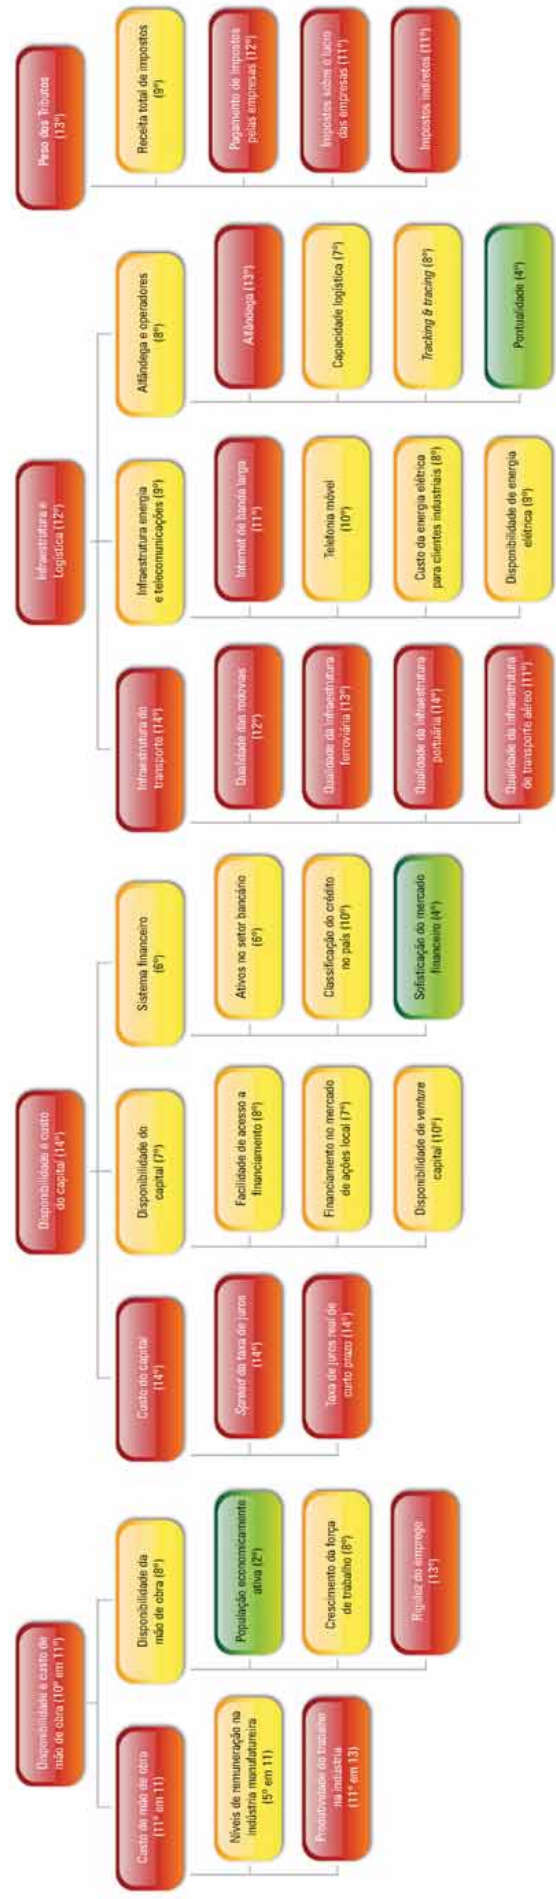 Disponibilidade e custo de
mão de obra (10º em 11º)
Custo de mão de obra
(11º em 11)
Níveis de remuneração na
indústria manufatureira
(5º em 11)
Produtividade do trabalho
na indústria
(11º em 13)
Disponibilidade da
mão de obra (8º)
População economicamente
ativa (2º)
Crescimento da força
de trabalho (8º)
Rigidez do emprego
(13º)
Disponibilidade e custo
do capital (14º)
Custo do capital
(14º)
Spread da taxa de juros
(14º)
Taxa de juros real de
curto prazo (14º)
Disponibilidade do
capital (7º)
Facilidade de acesso a
financiamento (8º)
Financiamento no mercado
de ações local (7º)
Disponibilidade de venture
capital (10º)
Sistema financeiro
(6º)
Ativos no setor bancário
(6º)
Classificação do crédito
no país (10º)
Sofisticação do mercado
financeiro (4º)
Infraestrutura e
Logística (12º)
Infraestrutura do
transporte (14º)
Qualidade das rodovias
(12º)
Qualidade da infraestrutura
ferroviária (13º)
Qualidade da infraestrutura
portuária (14º)
Qualidade da infraestrutura
de transporte aéreo (11º)
Infraestrutura energia
e telecomunicações (9º)
Internet de banda larga
(11º)
Telefonia móvel
(10º)
Custo da energia elétrica
para clientes industriais (8º)
Disponibilidade de energia
elétrica (9º)
Alfândega e operadores
(8º)
Alfândega (13º)
Capacidade logística (7º)
Tracking & tracing (8º)
Pontualidade (4º)
Peso dos Tributos
(13º)
Receita total de impostos
(9º)
Pagamento de impostos
pelas empresas (12º)
Impostos sobre o lucro
das empresas (11º)
Impostos indiretos (11º)